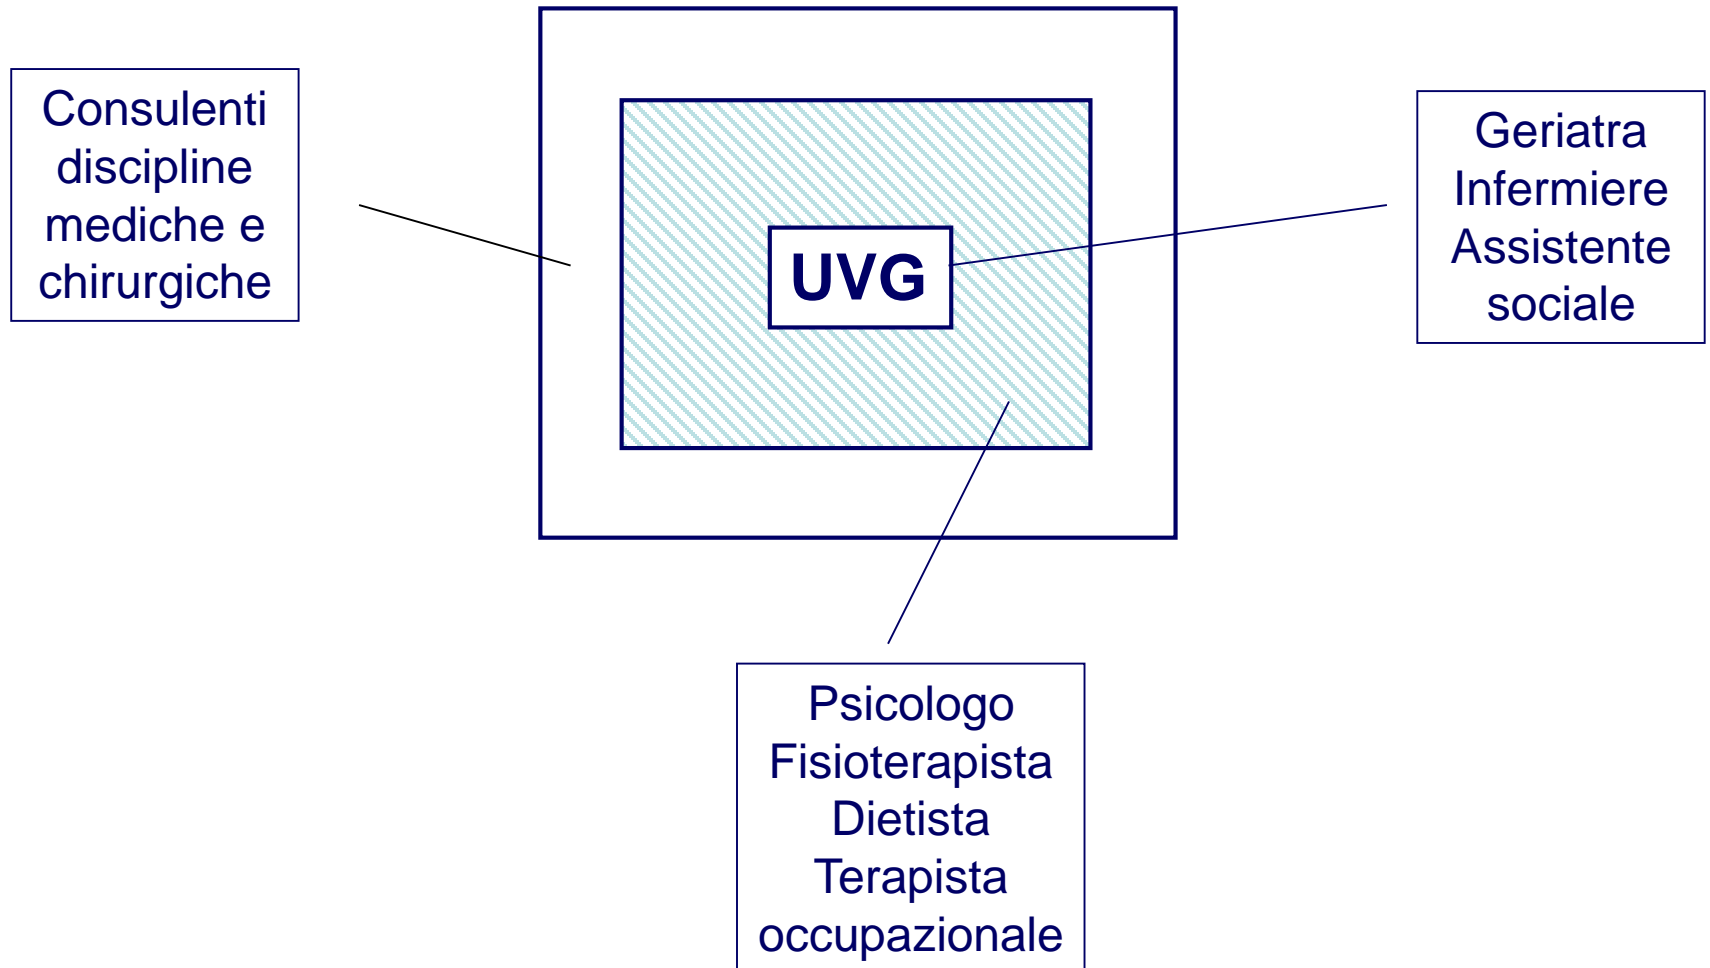 Consulenti
discipline
mediche e
chirurgiche
UVG
Geriatra
Infermiere
Assistente
sociale
Psicologo
Fisioterapista
Dietista
Terapista
occupazionale